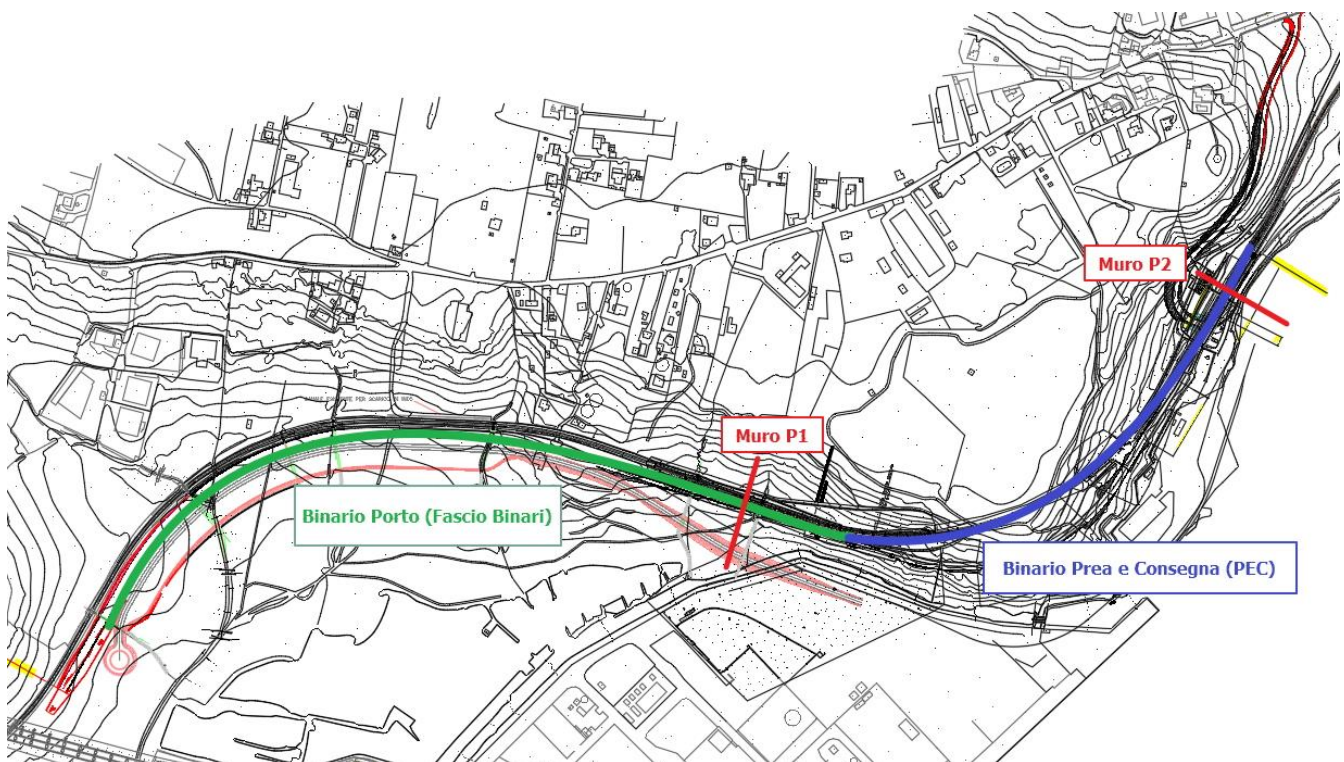 Muro P2
Muro P1
Binario Porto (Fascio Binari)
Binario Prea e Consegna (PEC)